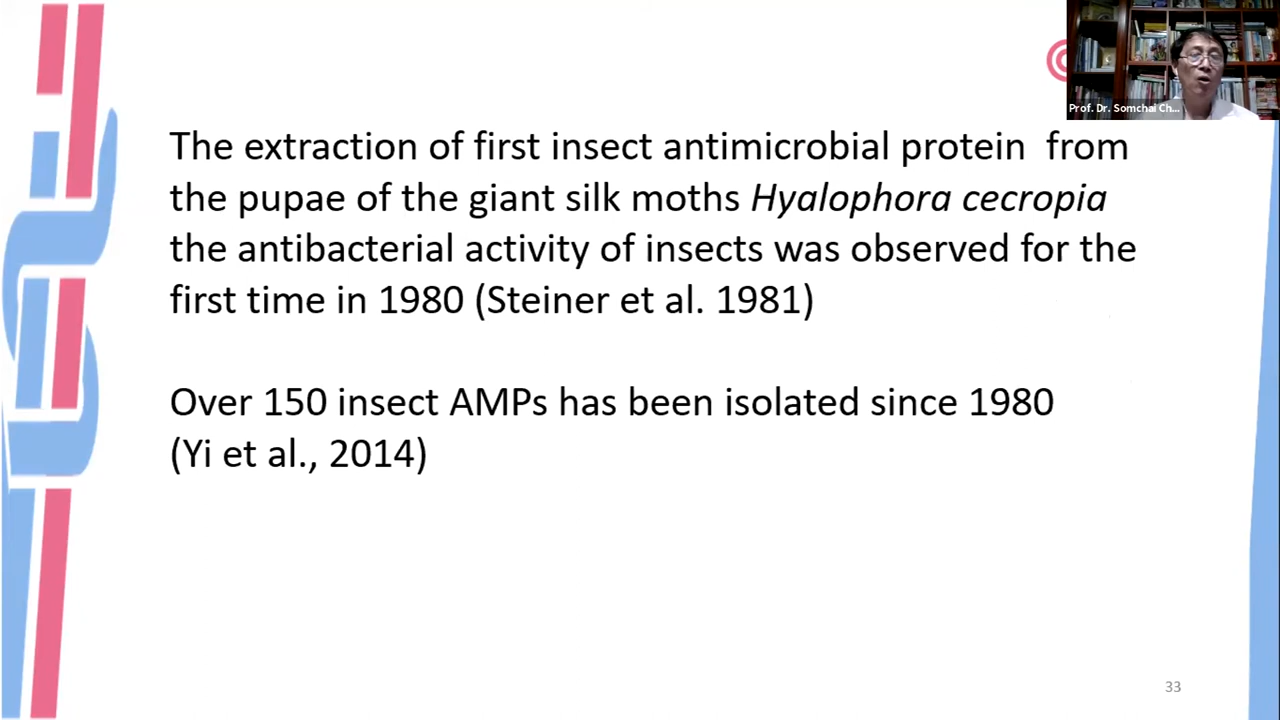 Prof. Dr. Somchai Ch...
The extraction of first insect antimicrobial protein from
the pupae of the giant silk moths Hyalophora cecropia
the antibacterial activity of insects was observed for the
first time in 1980 (Steiner et al. 1981)
Over 150 insect AMPs has been isolated since 1980
(Yi et al., 2014)
33